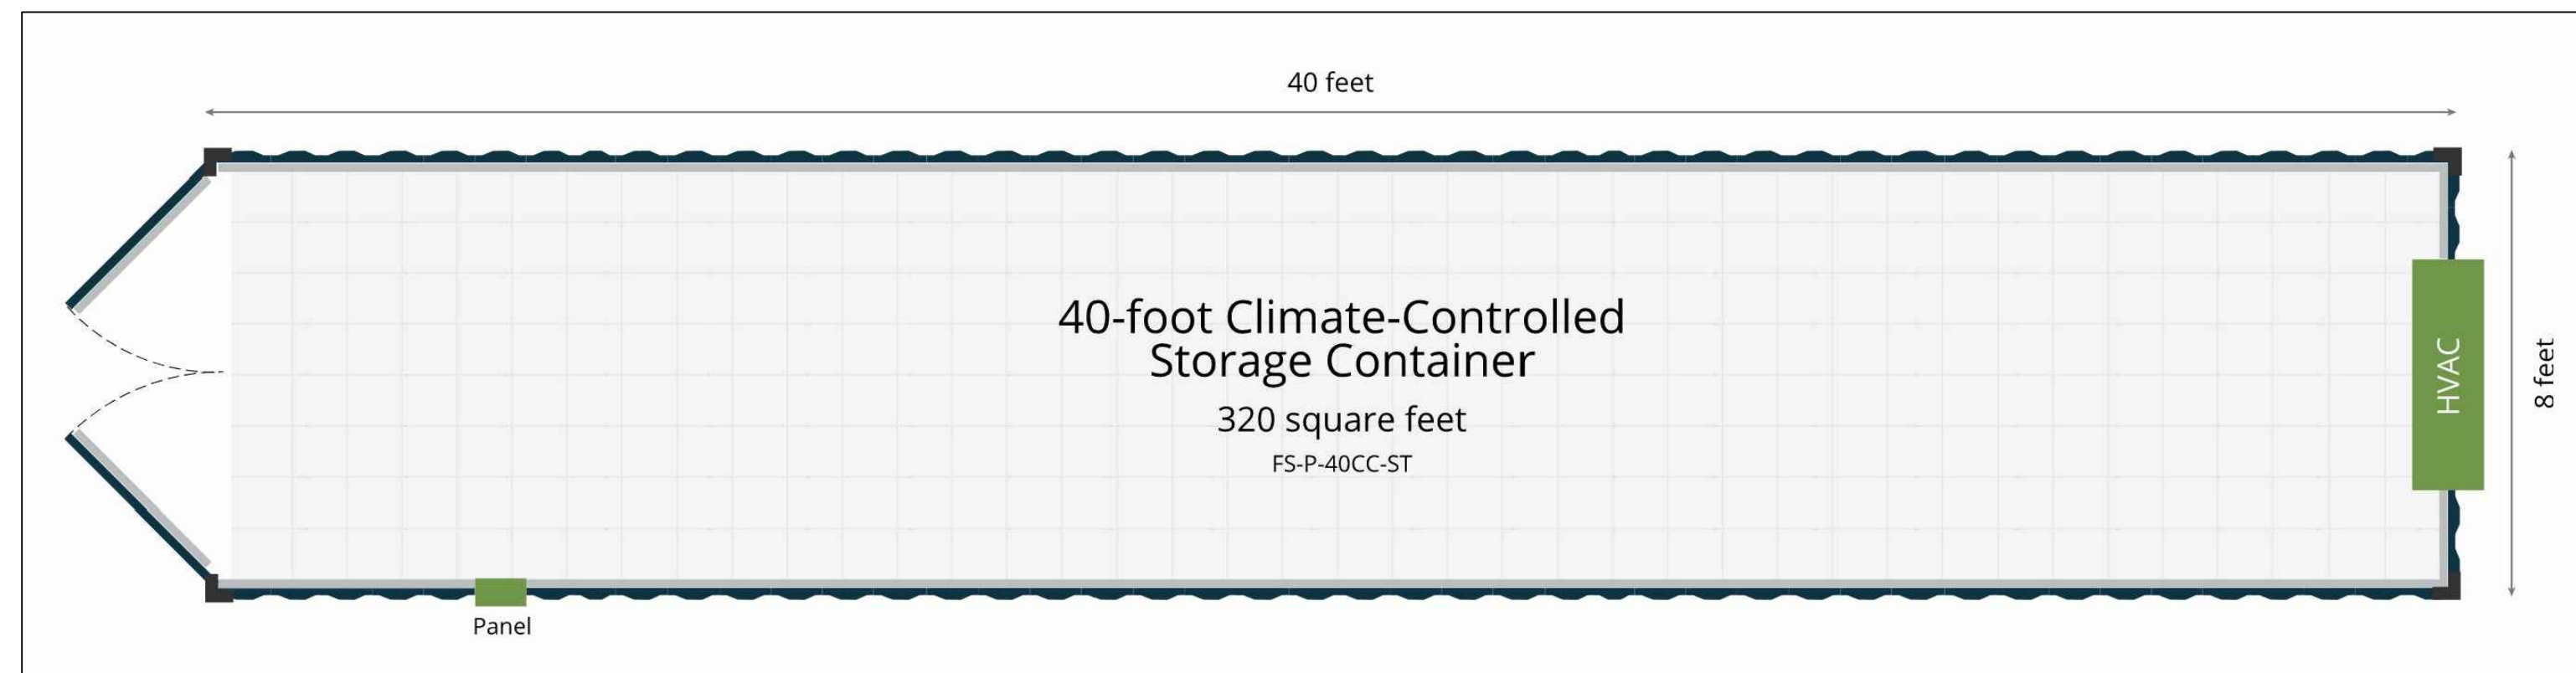 40 feet
40-foot Climate-Controlled
Storage Container
320 square feet
FS-P-40CC-ST
HVAC
8 feet
Panel